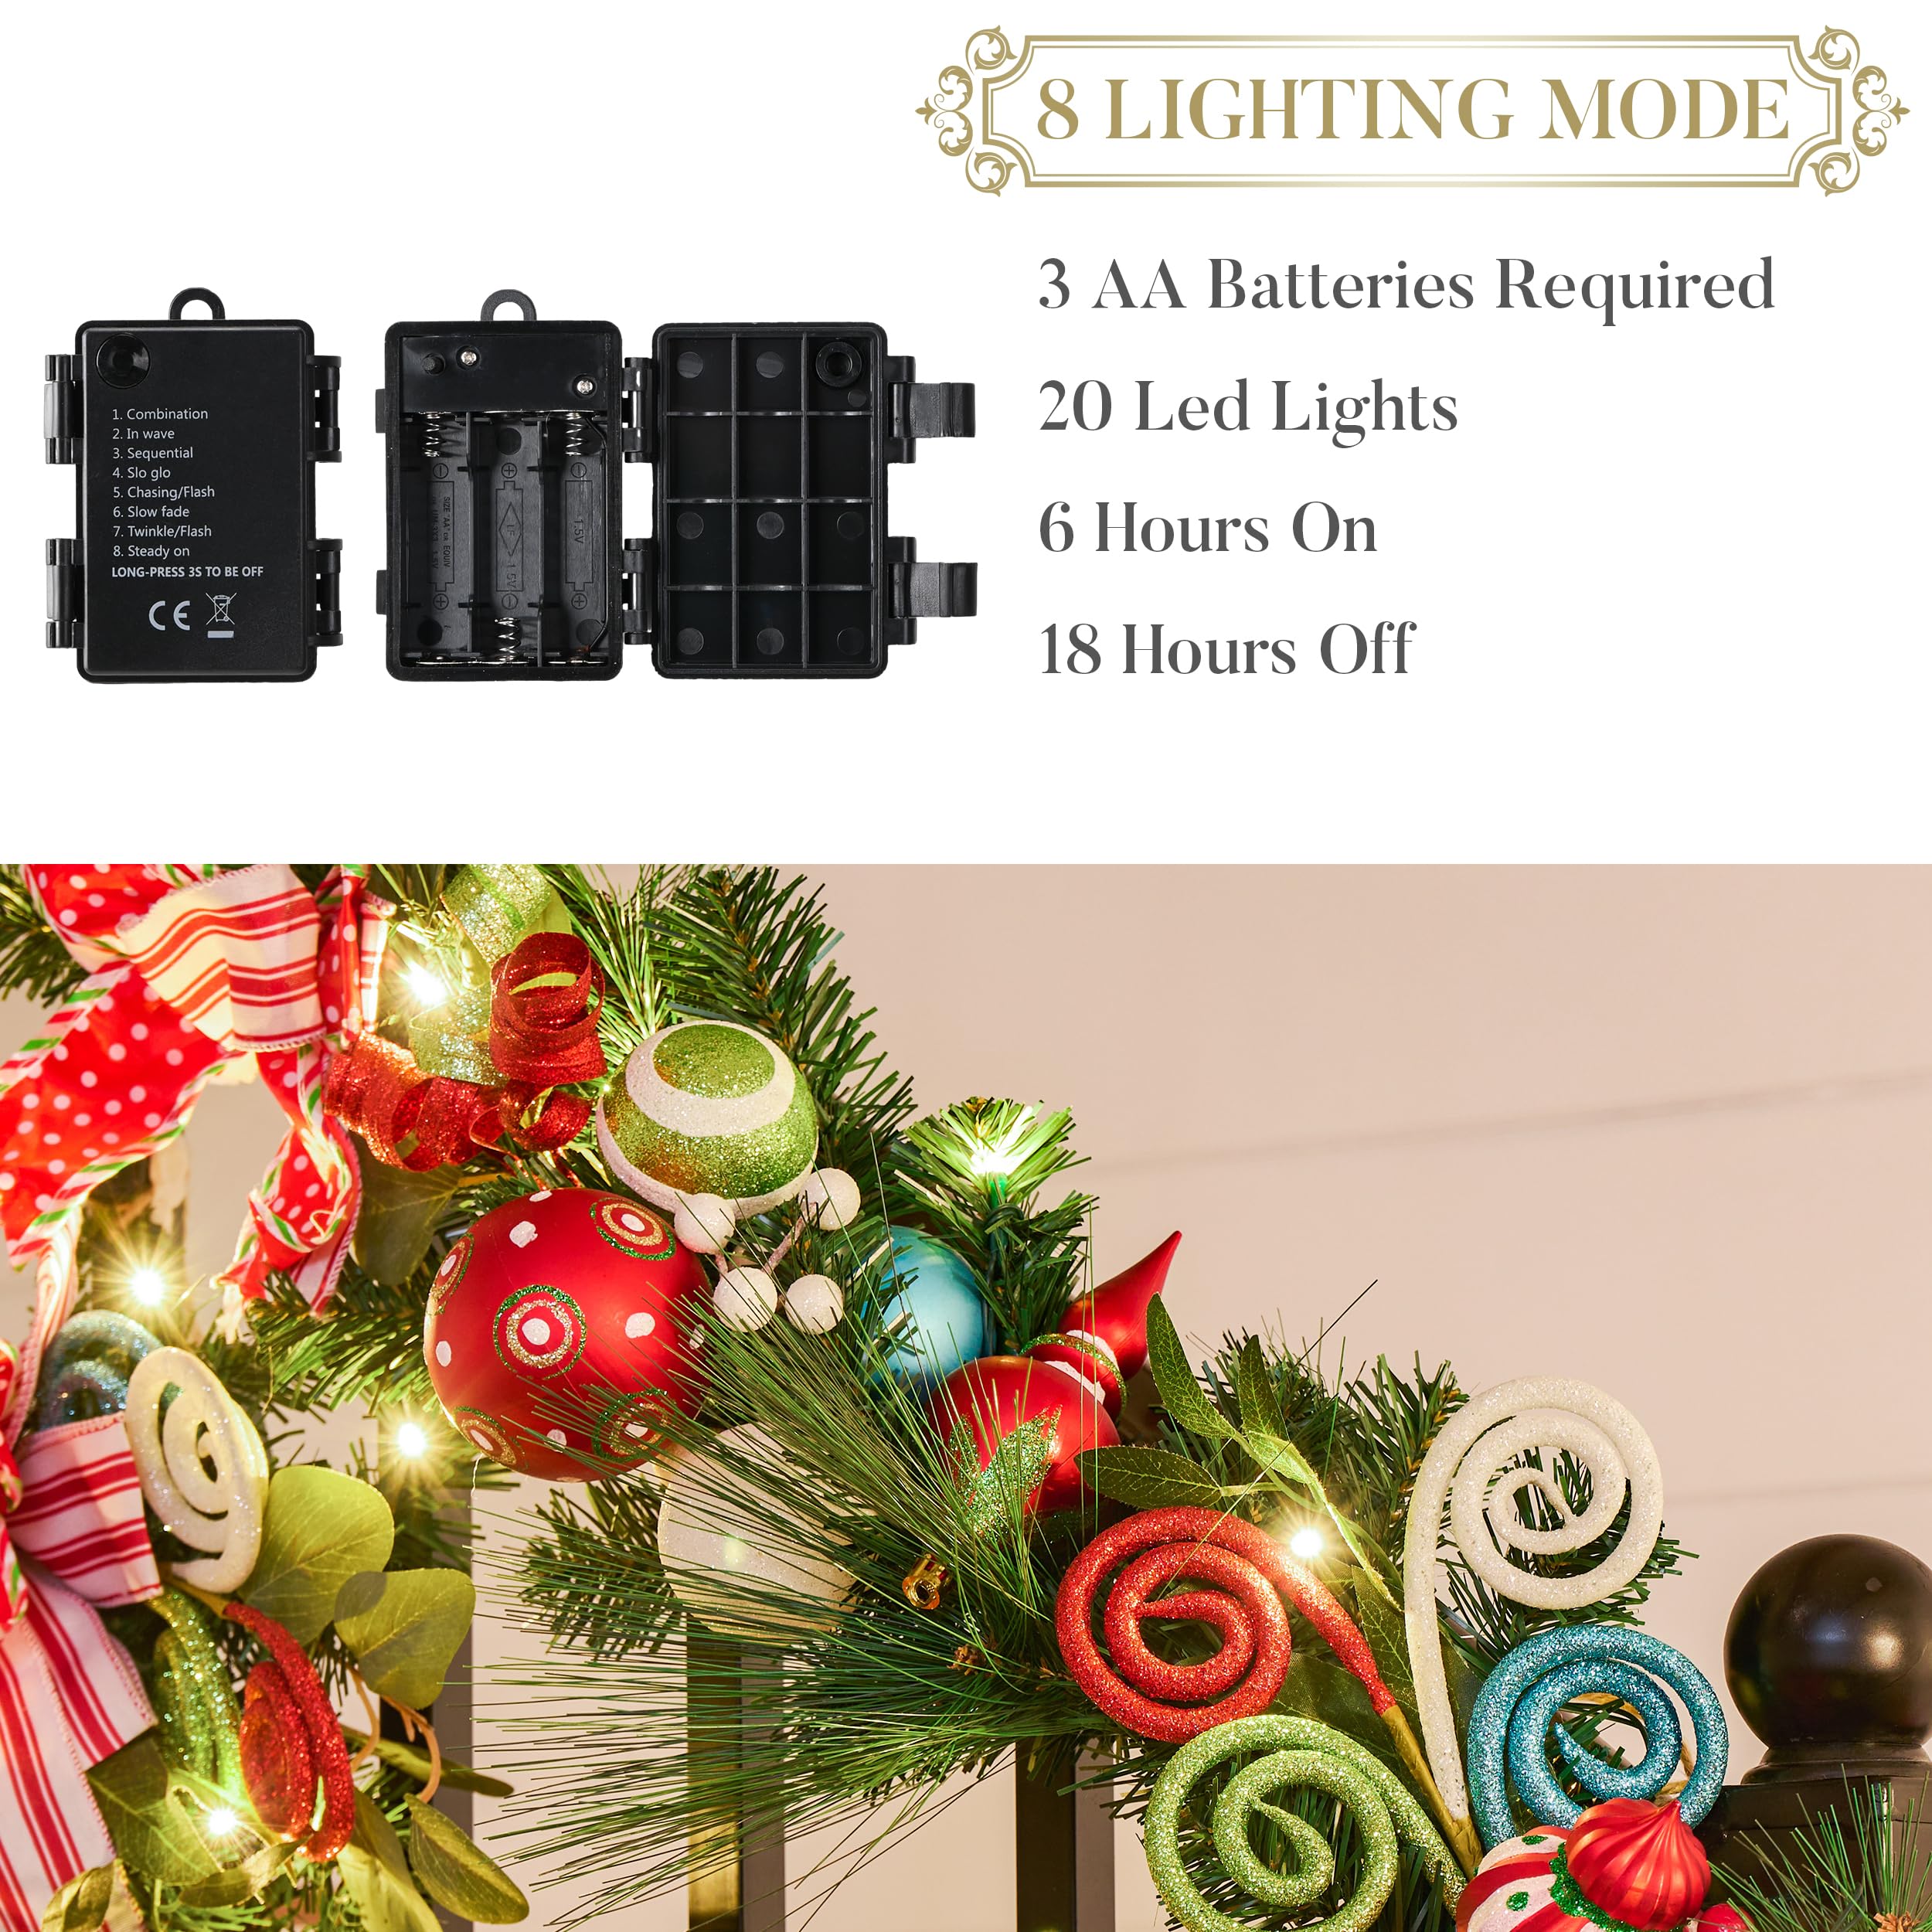 8 LIGHTING MODE
3 AA Batteries Required
20 Led Lights
6 Hours On
18 Hours Off
1. Combination
2. In wave
3. Sequential
4. Slo glo
5. Chasing/Flash
6. Slow fade
7. Twinkle/Flash
8. Steady on
LONG-PRESS 3S TO BE OFF
CE
1.5V
1.5V